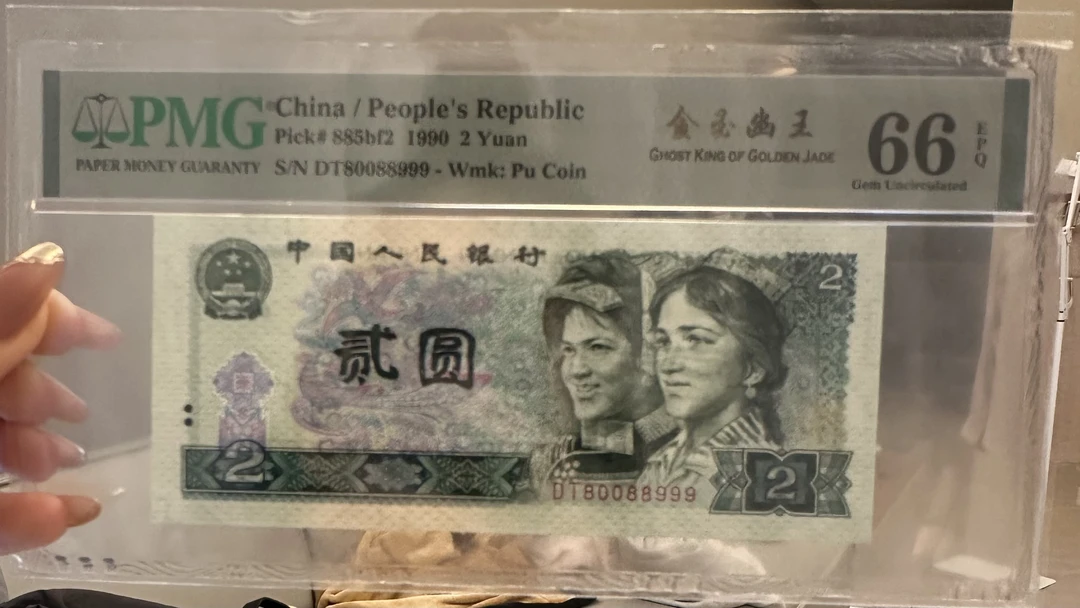 PMG
PAPER MONEY GUARANTY
China / People's Republic
Pick# 885bf2 1990 2 Yuan
S/N DT80088999 - Wmk: Pu Coin
金玉幽王
GHOST KING OF GOLDEN JADE
66
EPQ
Gem Uncirculated
中国人民银行
2
贰圆
2
DT80088999
2